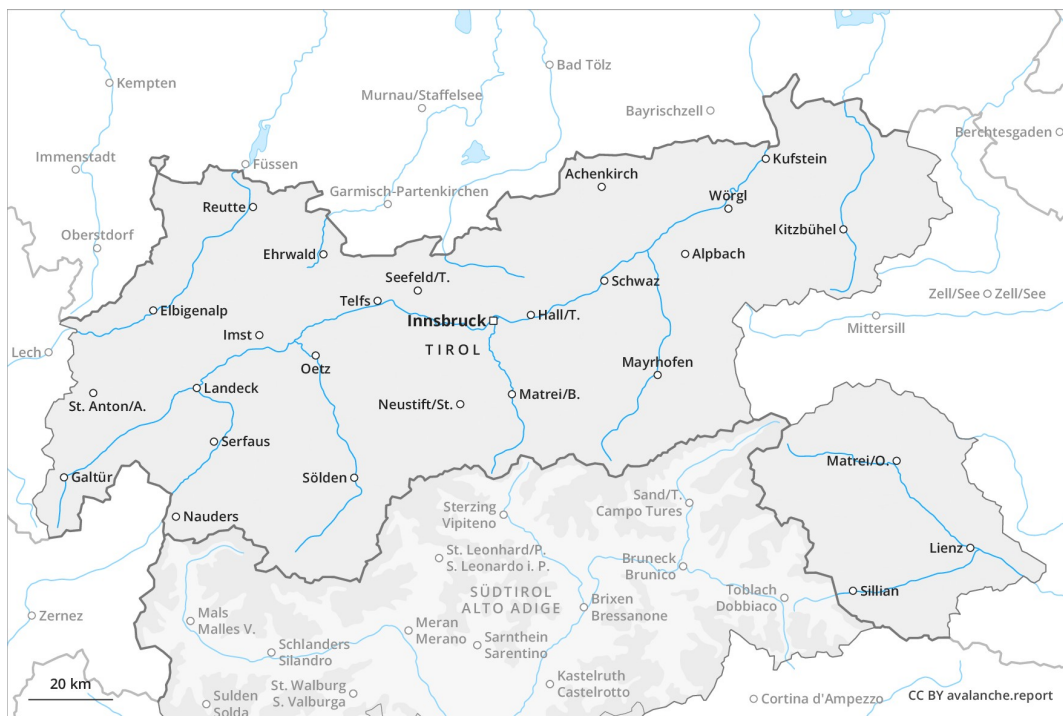 Kempten
Bad Tölz
Murnau/Staffelsee
Bayrischzell
Berchtesgaden
Immenstadt
Füssen
Kufstein
Achenkirch
Garmisch-Partenkirchen
Reutte
Wörgl
Oberstdorf
Kitzbühel
Ehrwald
Alpbach
Seefeld/T.
Schwaz
Telfs
Zell/See
Zell/See
Elbigenalp
Hall/T.
Innsbruck
Mittersill
Imst
TIROL
Lech
Oetz
Mayrhofen
Landeck
St. Anton/A.
Matrei/B.
Neustift/St.
Serfaus
Matrei/O.
Galtür
Sölden
Sand/T.
Campo Tures
Sterzing
Vipiteno
Nauders
Lienz
St. Leonhard/P.
S. Leonardo i. P.
Bruneck
Brunico
SÜDTIROL
ALTO ADIGE
Sillian
Toblach
Dobbiaco
Brixen
Bressanone
Zernez
Mals
Malles V.
Meran
Merano
Sarnthein
Sarentino
Schlanders
Silandro
Kastelruth
Castelrotto
20 km
St. Walburg
S. Valburga
Sulden
Solda
Cortina d'Ampezzo
CC BY avalanche.report